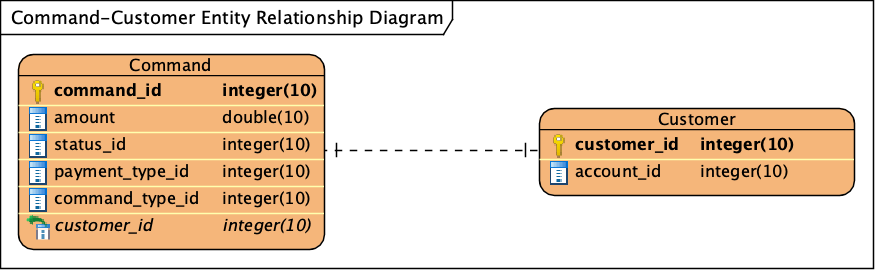 Command-Customer Entity Relationship Diagram
Command
command_id integer(10)
amount double(10)
status_id integer(10)
payment_type_id integer(10)
command_type_id integer(10)
customer_id integer(10)
Customer
customer_id integer(10)
account_id integer(10)